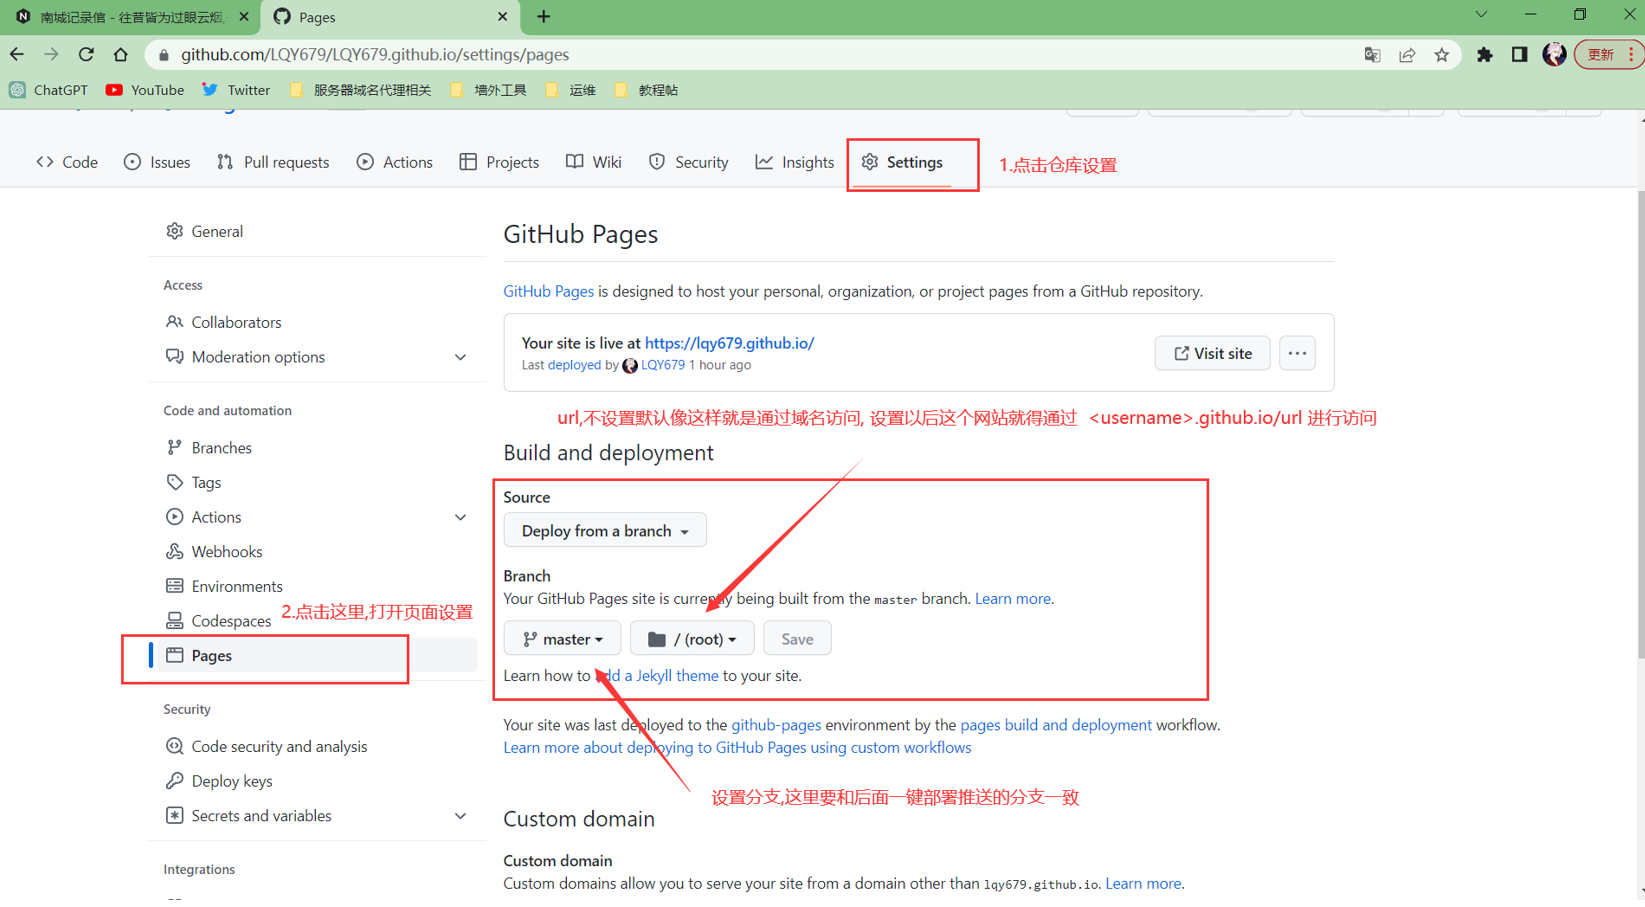 南城记录馆 - 往昔皆为过眼云烟,
Pages
github.com/LQY679/LQY679.github.io/settings/pages
更新
ChatGPT
YouTube
Twitter
服务器域名代理相关
墙外工具
运维
教程帖
Code
Issues
Pull requests
Actions
Projects
Wiki
Security
Insights
Settings
1.点击仓库设置
General
Access
Collaborators
Moderation options
Code and automation
Branches
Tags
Actions
Webhooks
Environments
Codespaces
2.点击这里,打开页面设置
Pages
Security
Code security and analysis
Deploy keys
Secrets and variables
Integrations
GitHub Pages
GitHub Pages is designed to host your personal, organization, or project pages from a GitHub repository.
Your site is live at https://lqy679.github.io/
Last deployed by LQY679 1 hour ago
Visit site
url,不设置默认像这样就是通过域名访问, 设置以后这个网站就得通过 <username>.github.io/url 进行访问
Build and deployment
Source
Deploy from a branch
Branch
Your GitHub Pages site is currently being built from the master branch. Learn more.
master
/ (root)
Save
Learn how to add a Jekyll theme to your site.
Your site was last deployed to the github-pages environment by the pages build and deployment workflow.
Learn more about deploying to GitHub Pages using custom workflows
设置分支,这里要和后面一键部署推送的分支一致
Custom domain
Custom domain
Custom domains allow you to serve your site from a domain other than lqy679.github.io. Learn more.